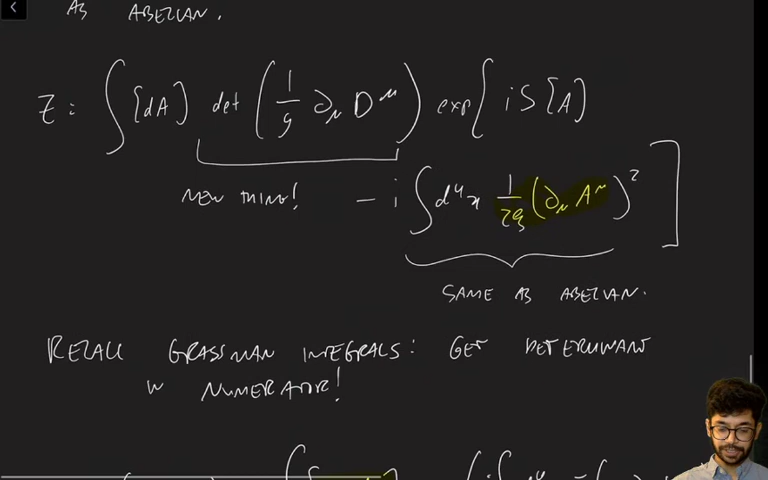 AS ABELIAN.
Z = ∫ [dA] det ( 1/g ∂_μ D^μ ) exp [ i S [A]
NEW THING! − i ∫ d⁴x 1/2ξ ( ∂_μ A^μ )² ]
SAME AS ABELIAN.
RECALL GRASSMAN INTEGRALS: GET DETERMINANT
IN NUMERATOR!